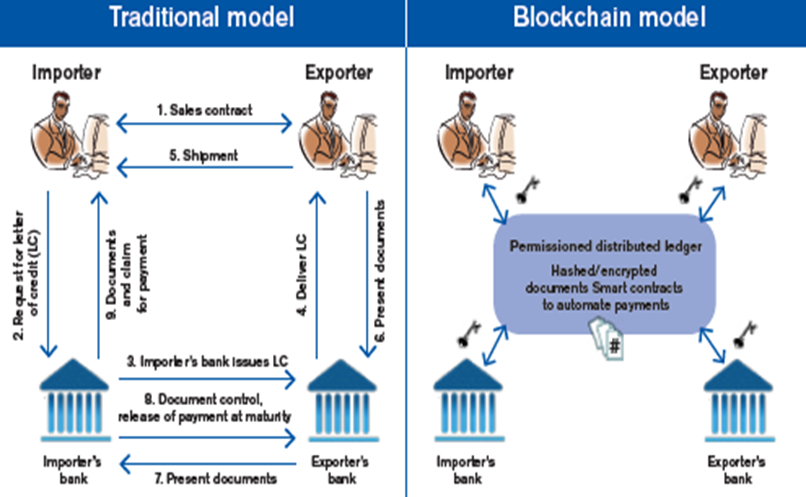 Traditional model
Blockchain model
Importer
Exporter
1. Sales contract
5. Shipment
2. Request for letter
of credit (LC)
9. Documents
and claim
for payment
4. Deliver LC
6. Present documents
3. Importer's bank issues LC
8. Document control,
release of payment at maturity
7. Present documents
Importer's
bank
Exporter's
bank
Importer
Exporter
Permissioned distributed ledger
Hashed/encrypted
documents Smart contracts
to automate payments
#
Importer's
bank
Exporter's
bank